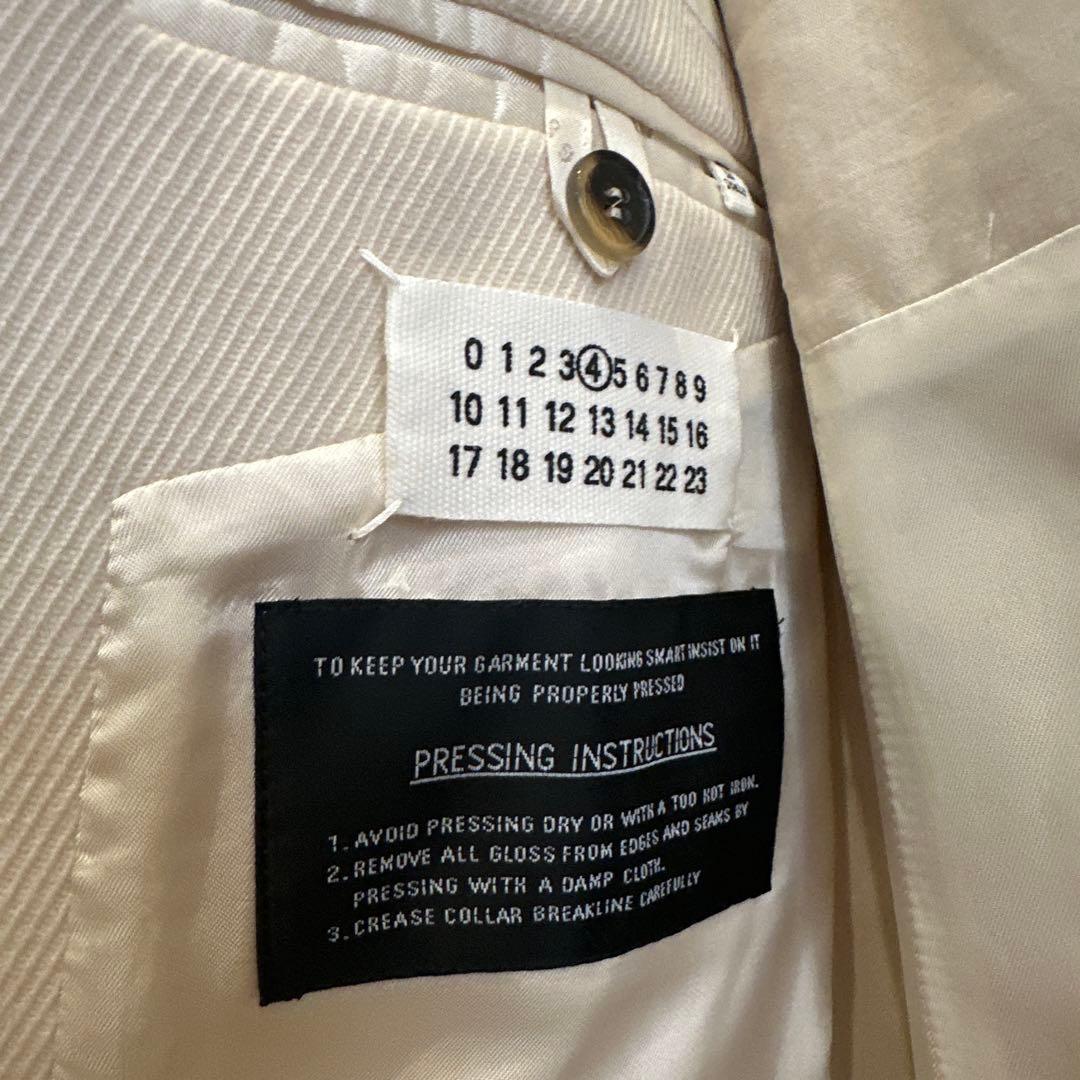 0 1 2 3 4 5 6 7 8 9
10 11 12 13 14 15 16
17 18 19 20 21 22 23
TO KEEP YOUR GARMENT LOOKING SMART INSIST ON IT
BEING PROPERLY PRESSED
PRESSING INSTRUCTIONS
1. AVOID PRESSING DRY OR WITH A TOO HOT IRON.
2. REMOVE ALL GLOSS FROM EDGES AND SEAMS BY
PRESSING WITH A DAMP CLOTH.
3. CREASE COLLAR BREAKLINE CAREFULLY